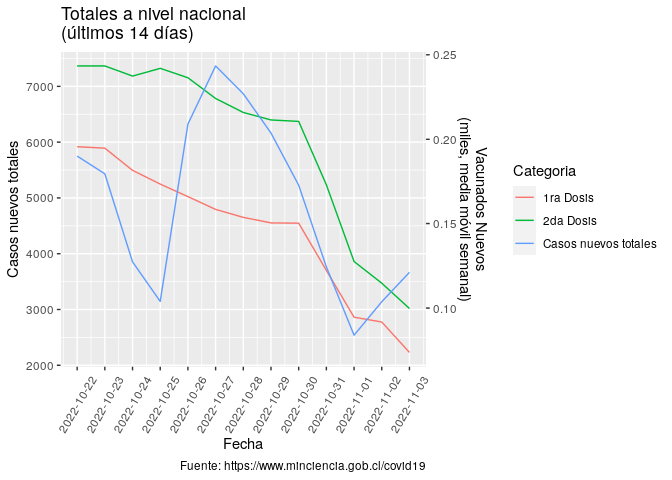 Totales a nivel nacional
(últimos 14 días)
Casos nuevos totales
7000
6000
5000
4000
3000
2000
0.25
0.20
0.15
0.10
Vacunados Nuevos
(miles, media móvil semanal)
2022-10-22
2022-10-23
2022-10-24
2022-10-25
2022-10-26
2022-10-27
2022-10-28
2022-10-29
2022-10-30
2022-10-31
2022-11-01
2022-11-02
2022-11-03
Fecha
Categoria
1ra Dosis
2da Dosis
Casos nuevos totales
Fuente: https://www.minciencia.gob.cl/covid19